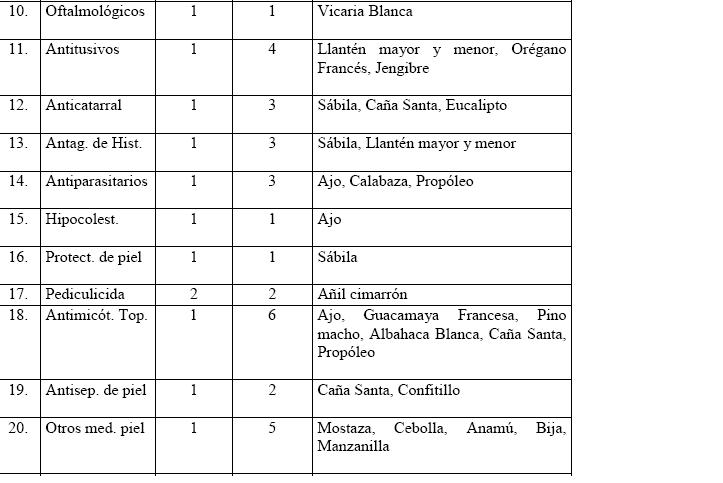 10. Oftalmológicos 1 1 Vicaria Blanca
11. Antitusivos 1 4 Llantén mayor y menor, Orégano
Francés, Jengibre
12. Anticatarral 1 3 Sábila, Caña Santa, Eucalipto
13. Antag. de Hist. 1 3 Sábila, Llantén mayor y menor
14. Antiparasitarios 1 3 Ajo, Calabaza, Propóleo
15. Hipocolest. 1 1 Ajo
16. Protect. de piel 1 1 Sábila
17. Pediculicida 2 2 Añil cimarrón
18. Antimicót. Top. 1 6 Ajo, Guacamaya Francesa, Pino
macho, Albahaca Blanca, Caña Santa,
Propóleo
19. Antisep. de piel 1 2 Caña Santa, Confitillo
20. Otros med. piel 1 5 Mostaza, Cebolla, Anamú, Bija,
Manzanilla